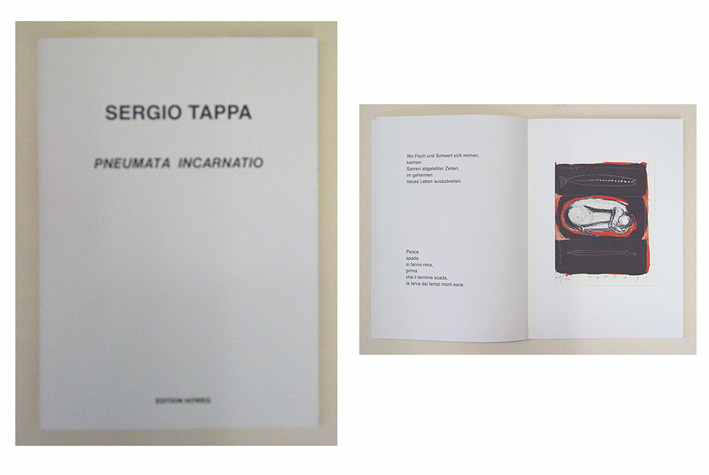 SERGIO TAPPA
PNEUMATA INCARNATIO
EDITION HOWEG
Wo Fisch und Schwert sich reimen,
keimen
Samen abgelebter Zeiten,
im geheimen
neues Leben auszubreiten.
Pesce
spada
si fanno rima,
prima
che il termine scada,
la larva dai tempi morti esce.